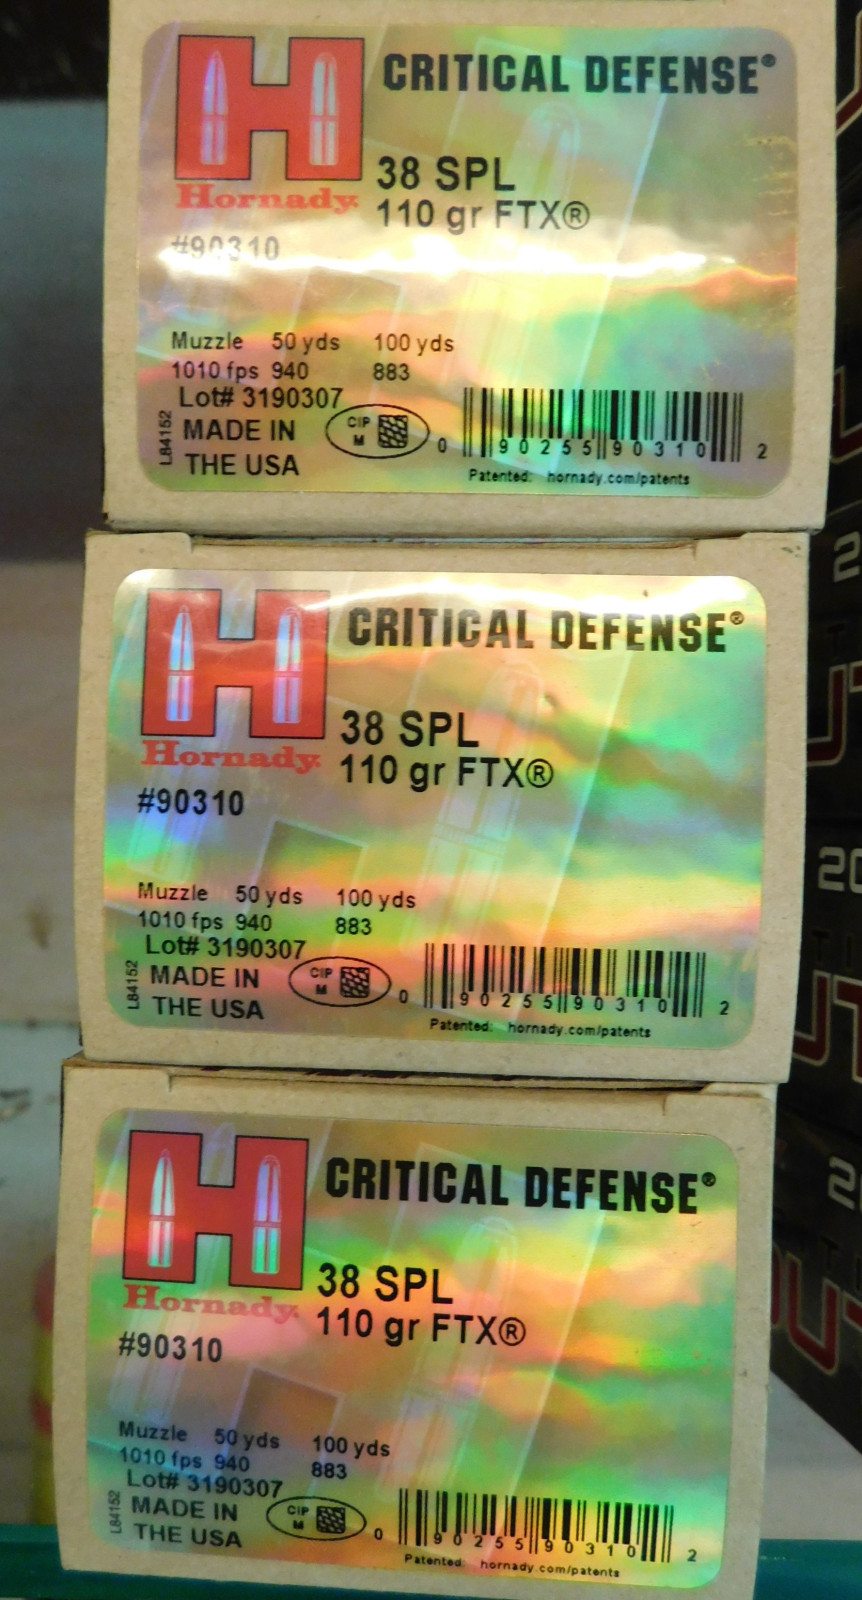 CRITICAL DEFENSE®
Hornady
38 SPL
110 gr FTX®
#90310
Muzzle 50 yds 100 yds
1010 fps 940 883
Lot# 3190307
L84152
MADE IN
THE USA
CIP
M
0 90255 90310 2
Patented: hornady.com/patents
CRITICAL DEFENSE®
Hornady
38 SPL
110 gr FTX®
#90310
Muzzle 50 yds 100 yds
1010 fps 940 883
Lot# 3190307
L84152
MADE IN
THE USA
CIP
M
0 90255 90310 2
Patented: hornady.com/patents
CRITICAL DEFENSE®
Hornady
38 SPL
110 gr FTX®
#90310
Muzzle 50 yds 100 yds
1010 fps 940 883
Lot# 3190307
L84152
MADE IN
THE USA
CIP
M
0 90255 90310 2
Patented: hornady.com/patents
20